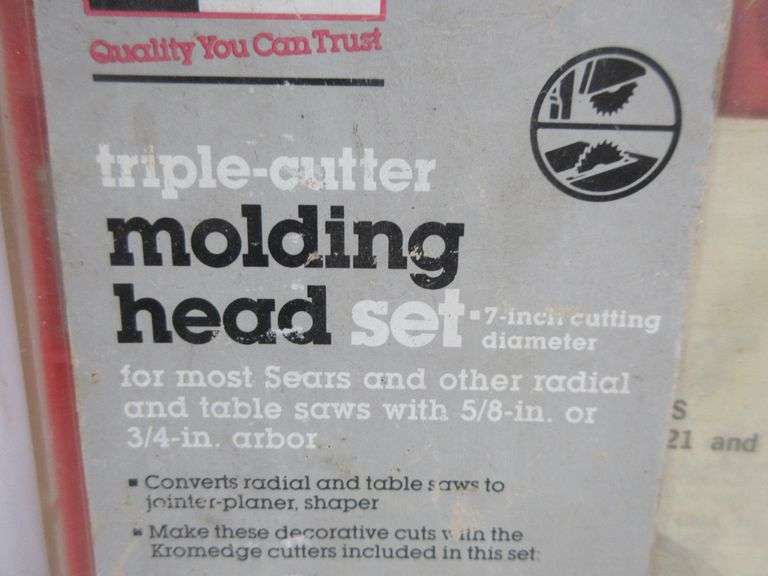 Quality You Can Trust
triple-cutter
molding
head set
▪ 7-inch cutting
diameter
for most Sears and other radial
and table saws with 5/8-in. or
3/4-in. arbor
▪ Converts radial and table saws to
jointer-planer, shaper
▪ Make these decorative cuts with the
Kromedge cutters included in this set:
S
21 and